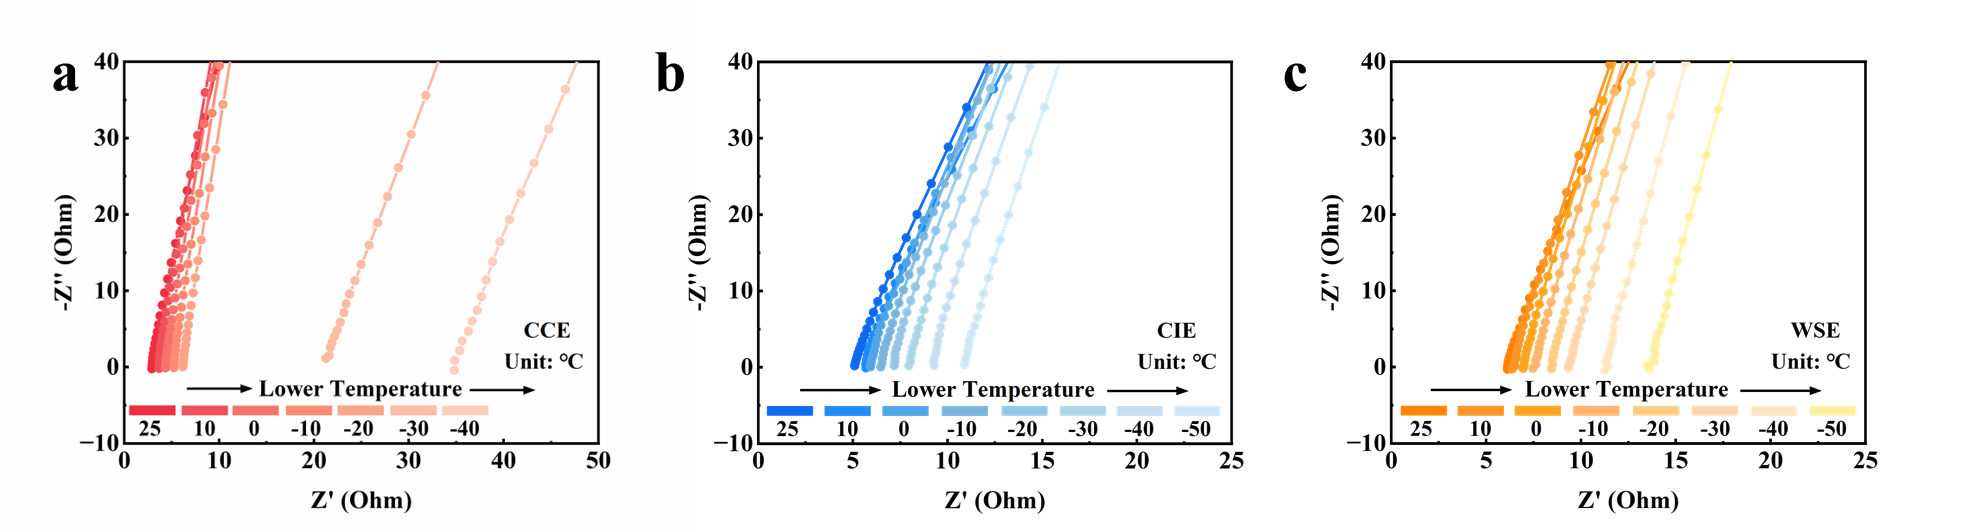 a
40
30
20
10
0
−10
-Z'' (Ohm)
CCE
Unit: °C
Lower Temperature
25 10 0 -10 -20 -30 -40
0 10 20 30 40 50
Z' (Ohm)
b
40
30
20
10
0
−10
-Z'' (Ohm)
CIE
Unit: °C
Lower Temperature
25 10 0 -10 -20 -30 -40 -50
0 5 10 15 20 25
Z' (Ohm)
c
40
30
20
10
0
−10
-Z'' (Ohm)
WSE
Unit: °C
Lower Temperature
25 10 0 -10 -20 -30 -40 -50
0 5 10 15 20 25
Z' (Ohm)